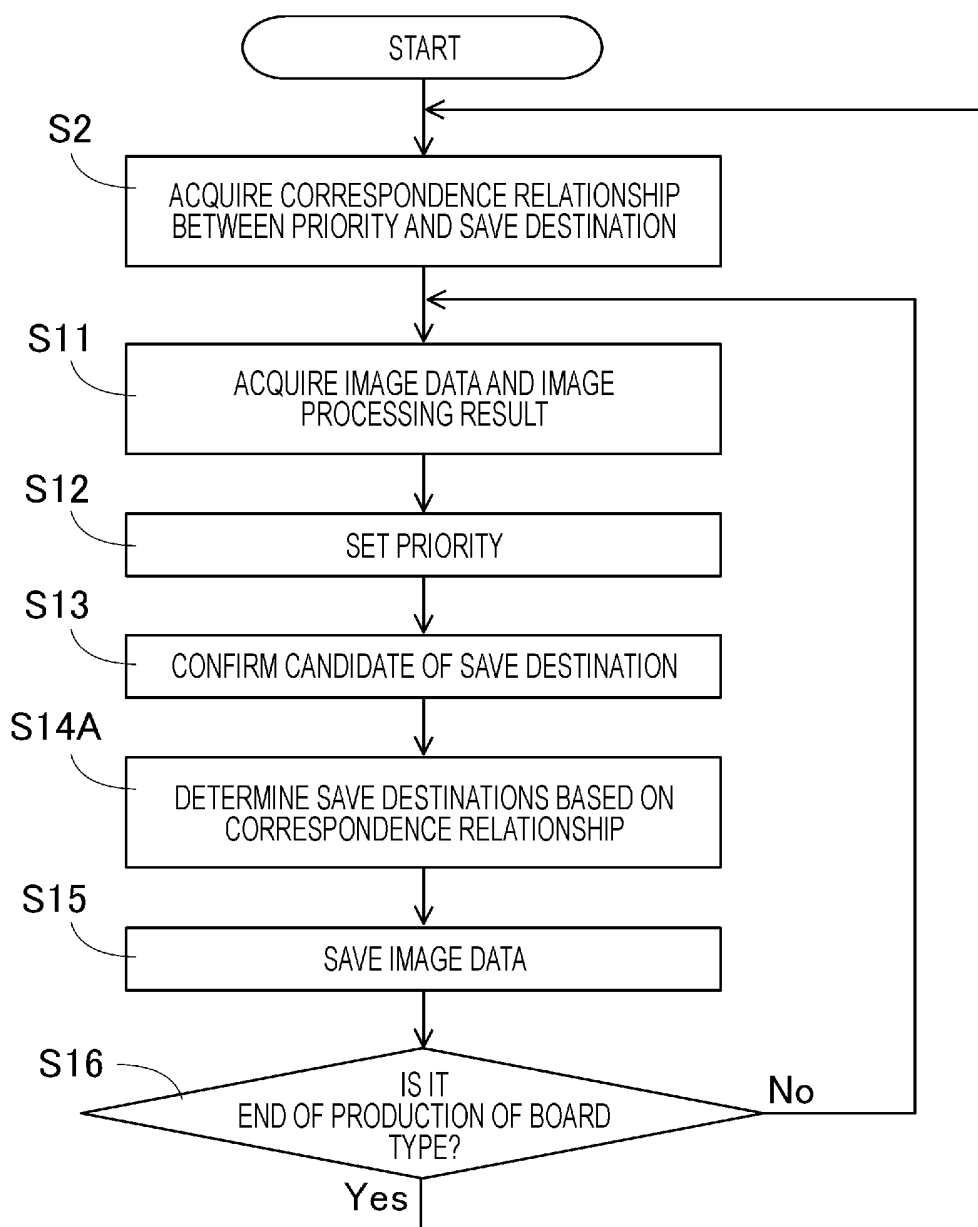 START
S2
ACQUIRE CORRESPONDENCE RELATIONSHIP
BETWEEN PRIORITY AND SAVE DESTINATION
S11
ACQUIRE IMAGE DATA AND IMAGE
PROCESSING RESULT
S12
SET PRIORITY
S13
CONFIRM CANDIDATE OF SAVE DESTINATION
S14A
DETERMINE SAVE DESTINATIONS BASED ON
CORRESPONDENCE RELATIONSHIP
S15
SAVE IMAGE DATA
S16
IS IT
END OF PRODUCTION OF BOARD
TYPE?
No
Yes